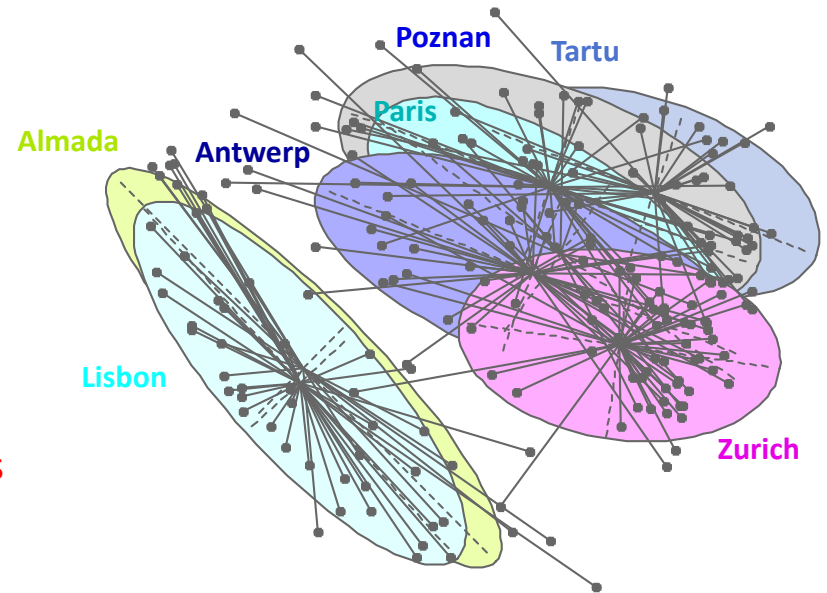 Poznan
Tartu
Paris
Almada
Antwerp
Lisbon
Zurich
s